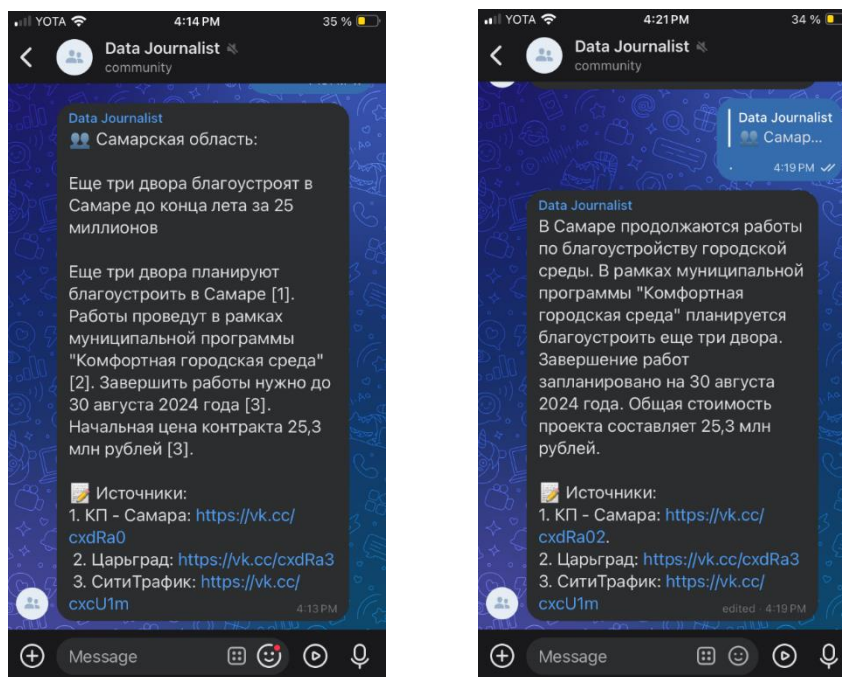 YOTA
4:14 PM
35 %
Data Journalist
community
Data Journalist
Самарская область:
Еще три двора благоустроят в
Самаре до конца лета за 25
миллионов
Еще три двора планируют
благоустроить в Самаре [1].
Работы проведут в рамках
муниципальной программы
"Комфортная городская среда"
[2]. Завершить работы нужно до
30 августа 2024 года [3].
Начальная цена контракта 25,3
млн рублей [3].
Источники:
1. КП - Самара: https://vk.cc/
cxdRa0
2. Царьград: https://vk.cc/cxdRa3
3. СитиТрафик: https://vk.cc/
cxcU1m
4:13 PM
Message
YOTA
4:21 PM
34 %
Data Journalist
community
Data Journalist
Самар...
.
4:19 PM
Data Journalist
В Самаре продолжаются работы
по благоустройству городской
среды. В рамках муниципальной
программы "Комфортная
городская среда" планируется
благоустроить еще три двора.
Завершение работ
запланировано на 30 августа
2024 года. Общая стоимость
проекта составляет 25,3 млн
рублей.
Источники:
1. КП - Самара: https://vk.cc/
cxdRa02.
2. Царьград: https://vk.cc/cxdRa3
3. СитиТрафик: https://vk.cc/
cxcU1m
edited · 4:19 PM
Message